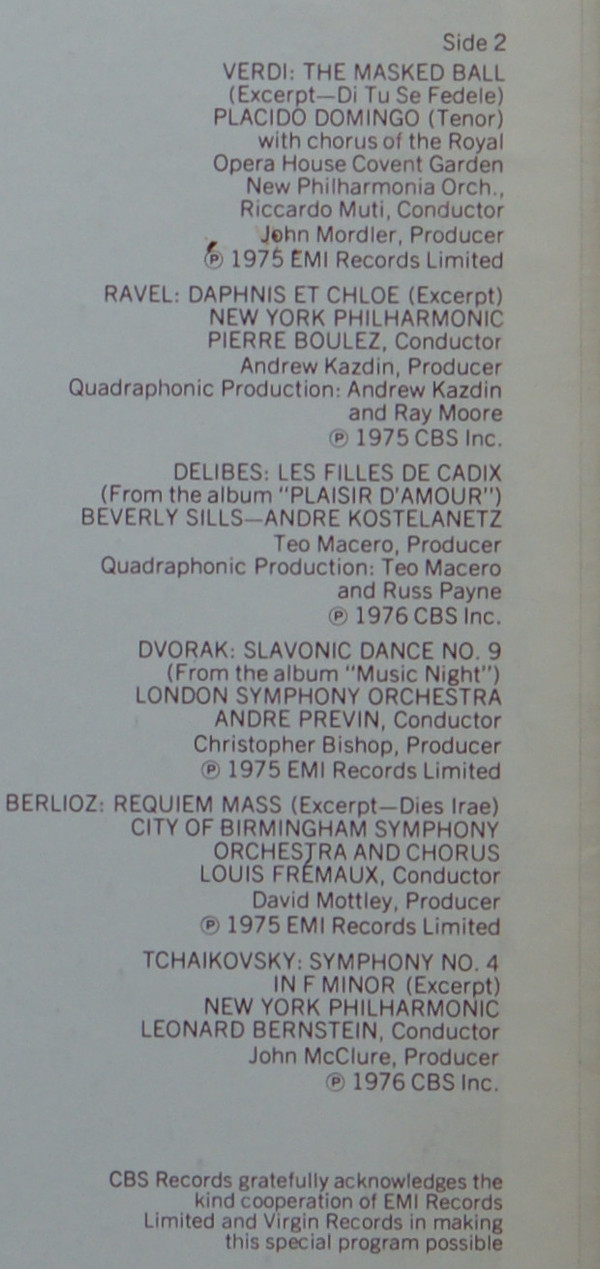 Side 2
VERDI: THE MASKED BALL
(Excerpt—Di Tu Se Fedele)
PLACIDO DOMINGO (Tenor)
with chorus of the Royal
Opera House Covent Garden
New Philharmonia Orch.,
Riccardo Muti, Conductor
John Mordler, Producer
℗ 1975 EMI Records Limited
RAVEL: DAPHNIS ET CHLOE (Excerpt)
NEW YORK PHILHARMONIC
PIERRE BOULEZ, Conductor
Andrew Kazdin, Producer
Quadraphonic Production: Andrew Kazdin
and Ray Moore
℗ 1975 CBS Inc.
DELIBES: LES FILLES DE CADIX
(From the album "PLAISIR D'AMOUR")
BEVERLY SILLS—ANDRE KOSTELANETZ
Teo Macero, Producer
Quadraphonic Production: Teo Macero
and Russ Payne
℗ 1976 CBS Inc.
DVORAK: SLAVONIC DANCE NO. 9
(From the album "Music Night")
LONDON SYMPHONY ORCHESTRA
ANDRE PREVIN, Conductor
Christopher Bishop, Producer
℗ 1975 EMI Records Limited
BERLIOZ: REQUIEM MASS (Excerpt—Dies Irae)
CITY OF BIRMINGHAM SYMPHONY
ORCHESTRA AND CHORUS
LOUIS FRÉMAUX, Conductor
David Mottley, Producer
℗ 1975 EMI Records Limited
TCHAIKOVSKY: SYMPHONY NO. 4
IN F MINOR (Excerpt)
NEW YORK PHILHARMONIC
LEONARD BERNSTEIN, Conductor
John McClure, Producer
℗ 1976 CBS Inc.
CBS Records gratefully acknowledges the
kind cooperation of EMI Records
Limited and Virgin Records in making
this special program possible